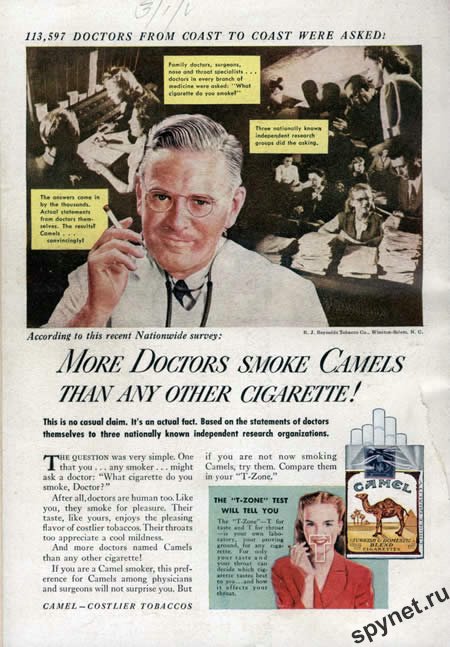 3/1/1
113,597 DOCTORS FROM COAST TO COAST WERE ASKED:
Family doctors, surgeons,
nose and throat specialists . . .
doctors in every branch of
medicine were asked: "What
cigarette do you smoke?"
Three nationally known
independent research
groups did the asking.
The answers came in
by the thousands.
Actual statements
from doctors them-
selves. The results?
Camels . . .
convincingly!
R. J. Reynolds Tobacco Co., Winston-Salem, N. C.
According to this recent Nationwide survey:
MORE DOCTORS SMOKE CAMELS
THAN ANY OTHER CIGARETTE!
This is no casual claim. It's an actual fact. Based on the statements of doctors
themselves to three nationally known independent research organizations.
THE QUESTION was very simple. One
that you . . . any smoker . . . might
ask a doctor: "What cigarette do you
smoke, Doctor?"
After all, doctors are human too. Like
you, they smoke for pleasure. Their
taste, like yours, enjoys the pleasing
flavor of costlier tobaccos. Their throats
too appreciate a cool mildness.
And more doctors named Camels
than any other cigarette!
If you are a Camel smoker, this pref-
erence for Camels among physicians
and surgeons will not surprise you. But
if you are not now smoking
Camels, try them. Compare them
in your "T-Zone."
CAMEL—COSTLIER TOBACCOS
THE "T-ZONE" TEST
WILL TELL YOU
The "T-Zone"—T for
taste and T for throat
—is your own labo-
ratory, your proving
ground, for any ciga-
rette. For only
your taste and
your throat can
decide which cig-
arette tastes best
to you . . . and how
it affects your
throat.
T
CAMEL
TURKISH & DOMESTIC
BLEND
CIGARETTES
spynet.ru